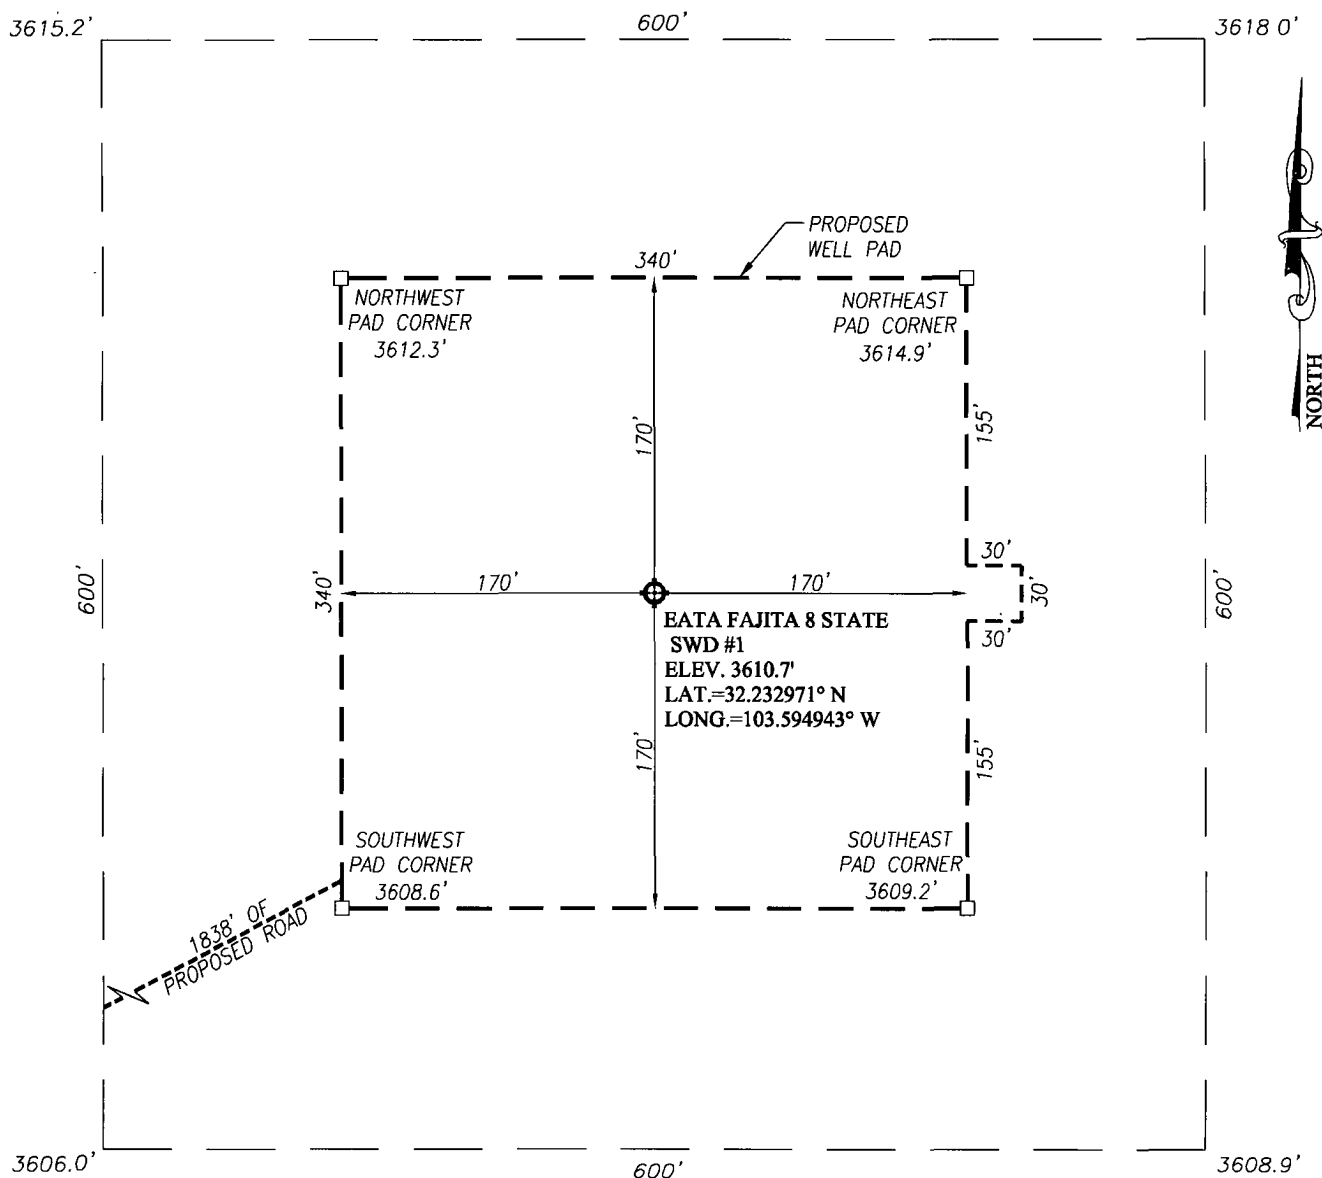 3615.2'
600'
3618 0'
PROPOSED
WELL PAD
340'
NORTHWEST
PAD CORNER
3612.3'
NORTHEAST
PAD CORNER
3614.9'
NORTH
170'
155'
600'
340'
170'
170'
30'
30'
30'
600'
EATA FAJITA 8 STATE
SWD #1
ELEV. 3610.7'
LAT.=32.232971° N
LONG.=103.594943° W
170'
155'
SOUTHWEST
PAD CORNER
3608.6'
SOUTHEAST
PAD CORNER
3609.2'
1838' OF
PROPOSED ROAD
3606.0'
600'
3608.9'